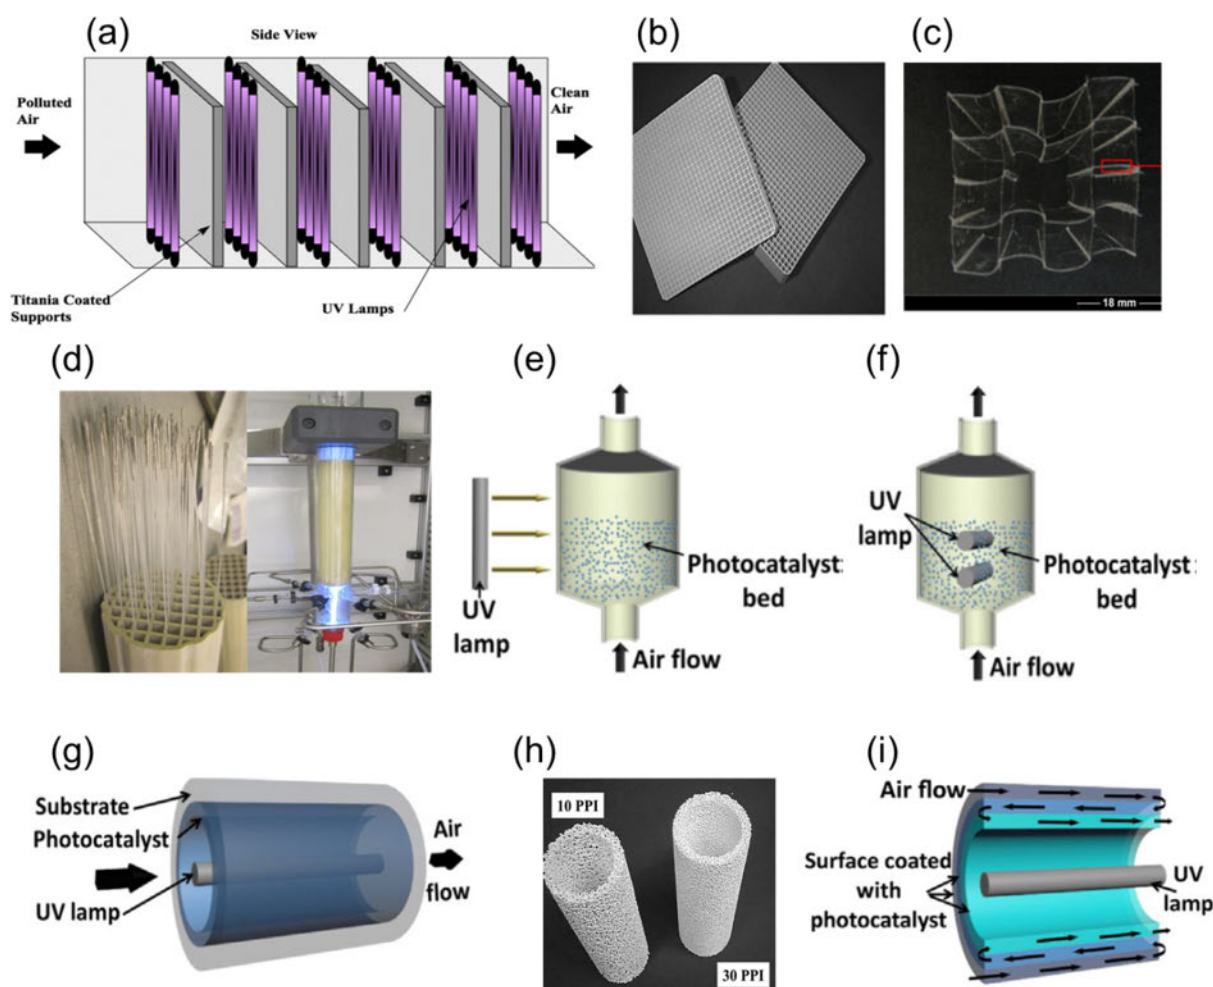 (a)
Side View
Polluted
Air
Clean
Air
Titania Coated
Supports
UV Lamps
(b)
(c)
18 mm
(d)
(e)
UV
lamp
Photocatalyst
bed
Air flow
(f)
UV
lamp
Photocatalyst
bed
Air flow
(g)
Substrate
Photocatalyst
UV lamp
Air
flow
(h)
10 PPI
30 PPI
(i)
Air flow
Surface coated
with
photocatalyst
UV
lamp